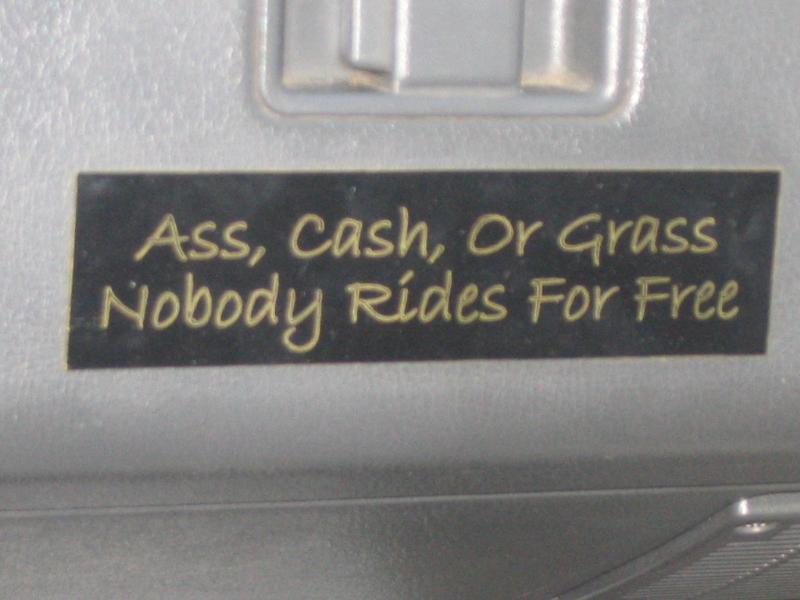 Ass, Cash, Or Grass
Nobody Rides For Free